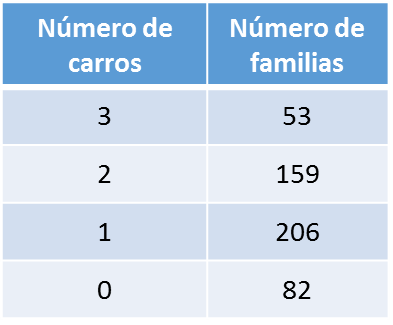 Número de carros Número de familias
3 53
2 159
1 206
0 82